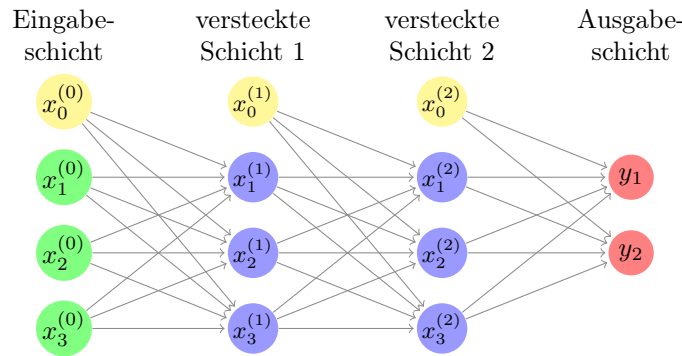 Eingabe- versteckte versteckte Ausgabe-
schicht Schicht 1 Schicht 2 schicht
x_0^{(0)} x_0^{(1)} x_0^{(2)}
x_1^{(0)} x_1^{(1)} x_1^{(2)} y_1
x_2^{(0)} x_2^{(1)} x_2^{(2)} y_2
x_3^{(0)} x_3^{(1)} x_3^{(2)}